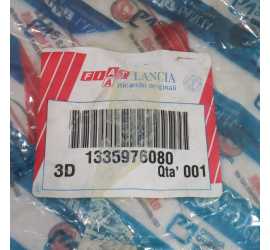 FIAT LANCIA
ricambi originali
1335976080
3D Qta' 001